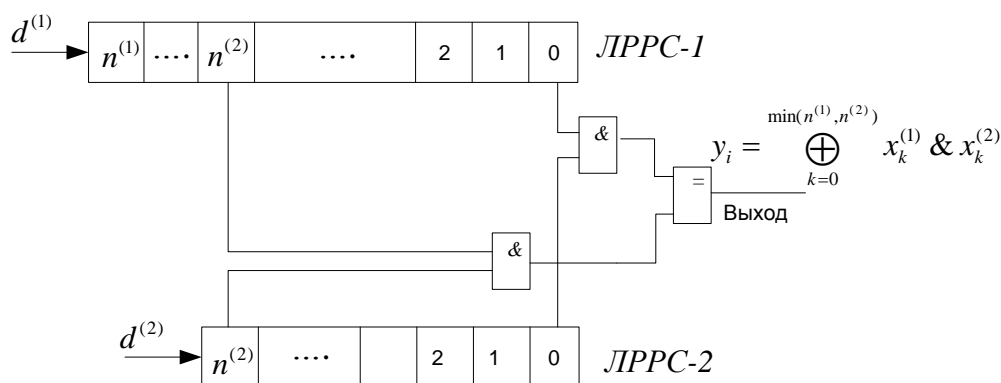 d^{(1)}
n^{(1)} .... n^{(2)} .... 2 1 0 ЛРРС-1
&
y_i = \bigoplus_{k=0}^{\min(n^{(1)}, n^{(2)})} x_k^{(1)} & x_k^{(2)}
=
Выход
&
d^{(2)}
n^{(2)} .... 2 1 0 ЛРРС-2